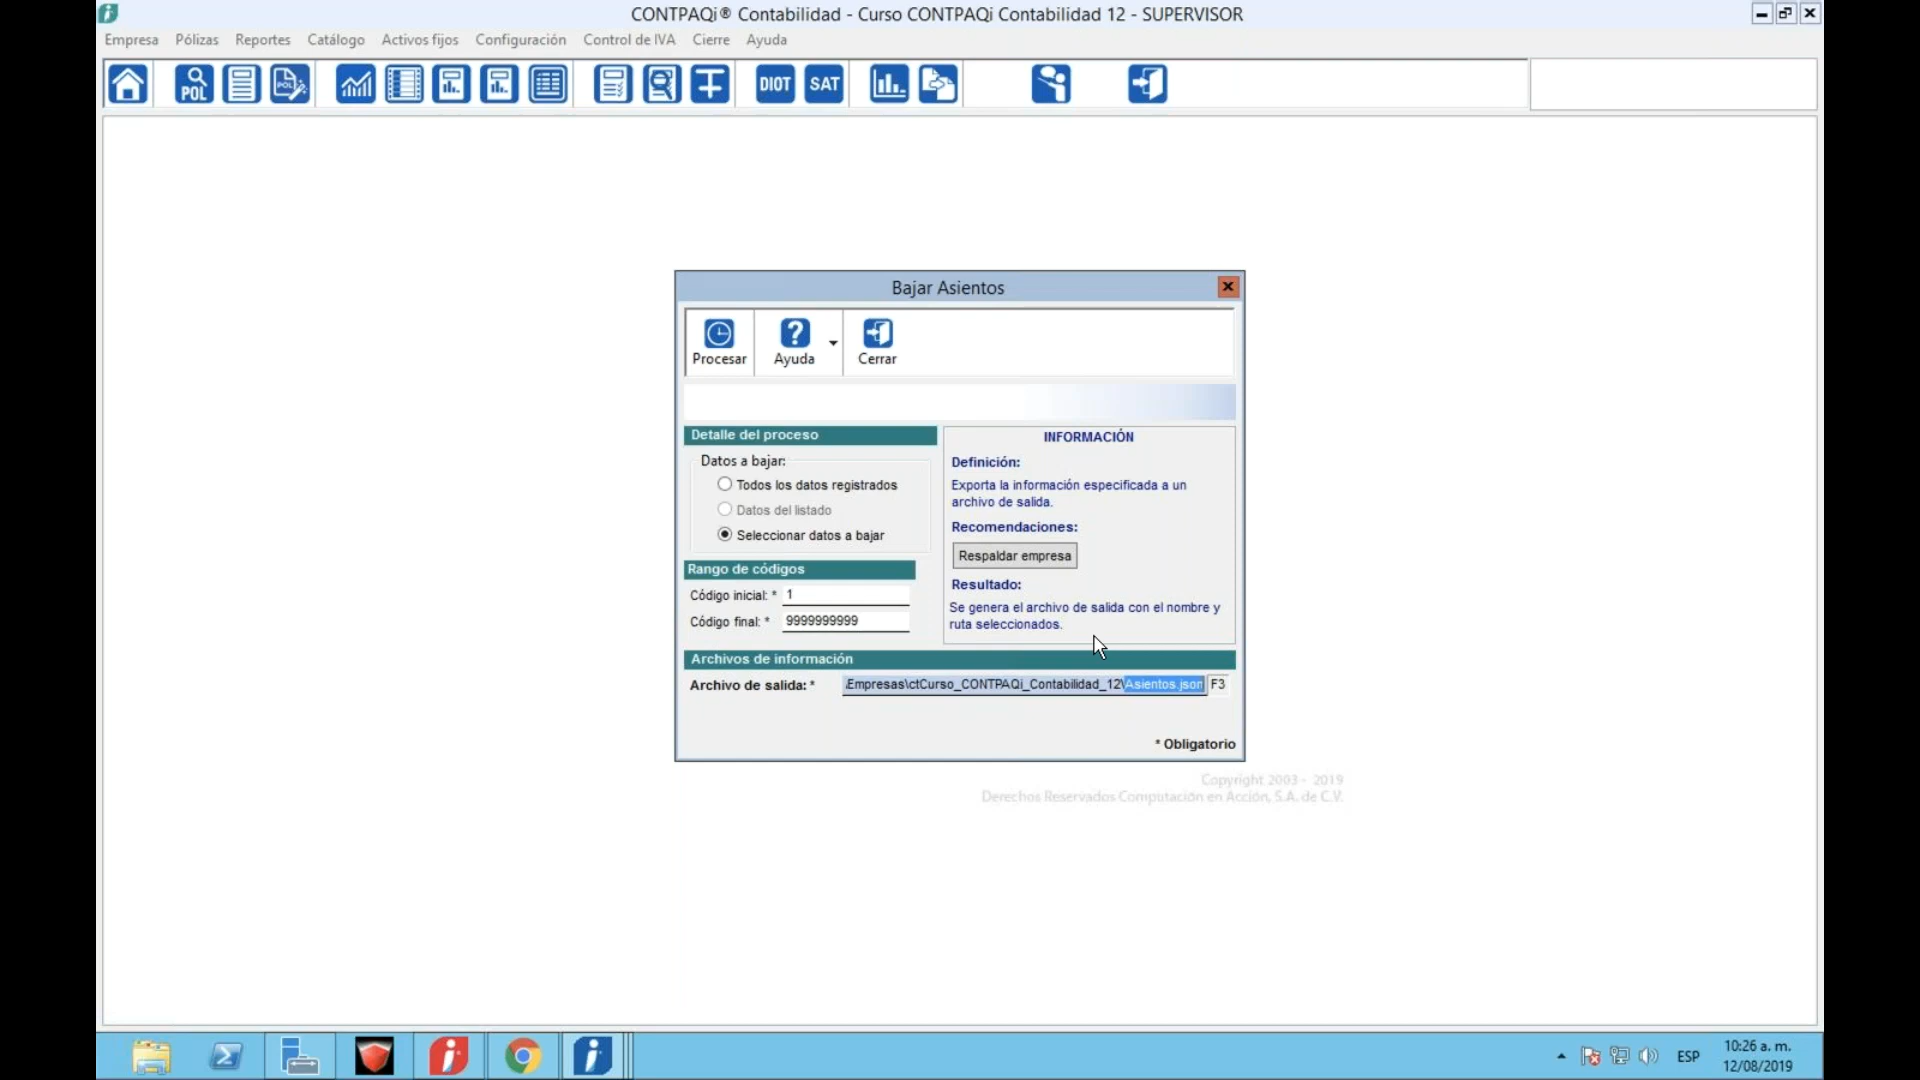 CONTPAQi® Contabilidad - Curso CONTPAQi Contabilidad 12 - SUPERVISOR
Empresa Pólizas Reportes Catálogo Activos fijos Configuración Control de IVA Cierre Ayuda
POL POL DIOT SAT
Bajar Asientos
Procesar Ayuda Cerrar
Detalle del proceso
Datos a bajar:
Todos los datos registrados
Datos del listado
Seleccionar datos a bajar
Rango de códigos
Código inicial: * 1
Código final: * 9999999999
INFORMACIÓN
Definición:
Exporta la información especificada a un
archivo de salida.
Recomendaciones:
Respaldar empresa
Resultado:
Se genera el archivo de salida con el nombre y
ruta seleccionados.
Archivos de información
Archivo de salida: * Empresas\ctCurso_CONTPAQi_Contabilidad_12\Asientos.json F3
* Obligatorio
Copyright 2003 - 2019
Derechos Reservados Computación en Acción, S.A. de C.V.
ESP
10:26 a. m.
12/08/2019